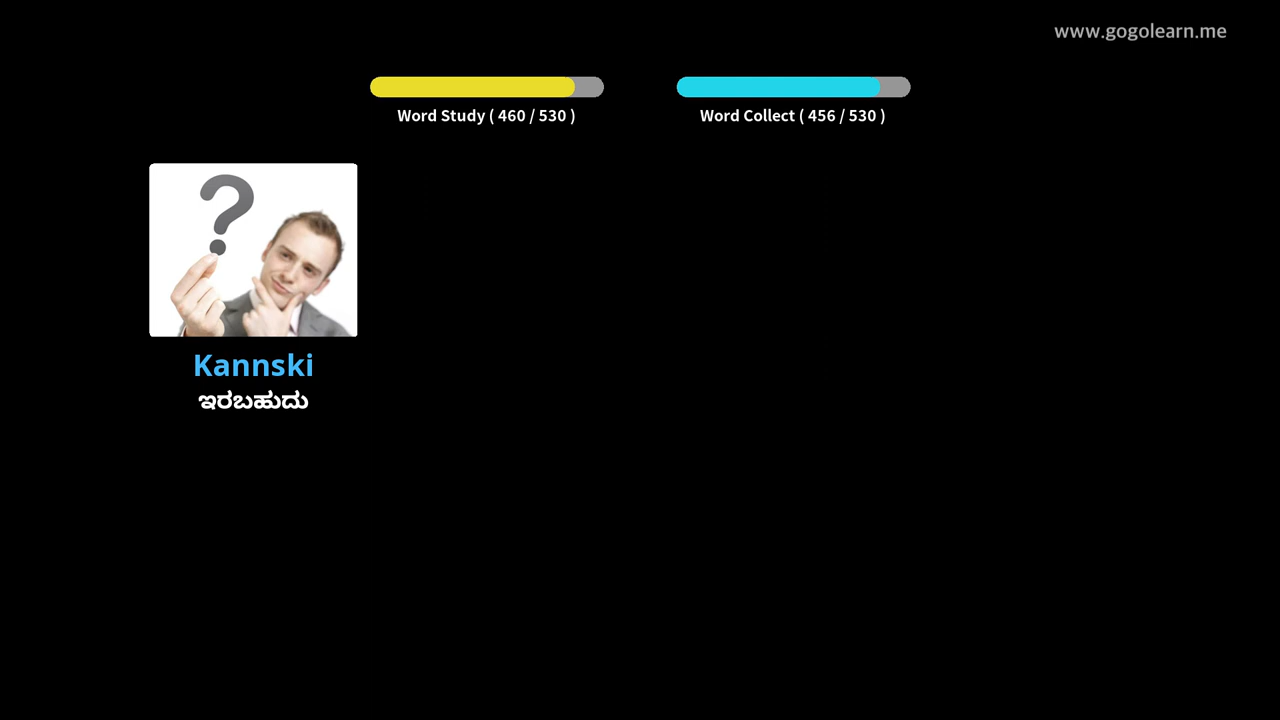 www.gogolearn.me
Word Study ( 460 / 530 )
Word Collect ( 456 / 530 )
?
Kannski
ಇರಬಹುದು